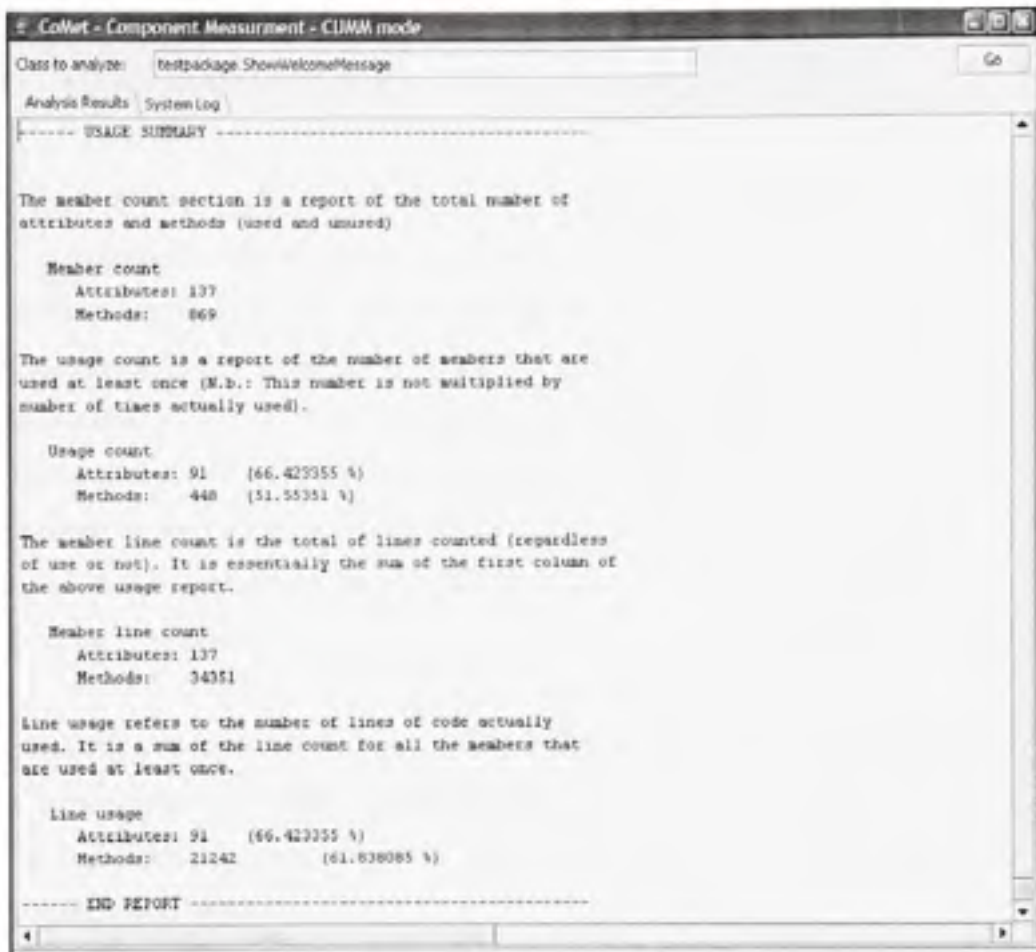 CoMet - Component Measurment - CUMM mode
Class to analyze: testpackage.ShowWelcomeMessage Go
Analysis Results System Log
------ USAGE SUMMARY ----------------------------------------
The member count section is a report of the total number of
attributes and methods (used and unused)
Member count
Attributes: 137
Methods: 869
The usage count is a report of the number of members that are
used at least once (N.b.: This number is not multiplied by
number of times actually used).
Usage count
Attributes: 91 (66.423355 %)
Methods: 448 (51.55351 %)
The member line count is the total of lines counted (regardless
of use or not). It is essentially the sum of the first column of
the above usage report.
Member line count
Attributes: 137
Methods: 34351
Line usage refers to the number of lines of code actually
used. It is a sum of the line count for all the members that
are used at least once.
Line usage
Attributes: 91 (66.423355 %)
Methods: 21242 (61.838085 %)
------ END REPORT -------------------------------------------